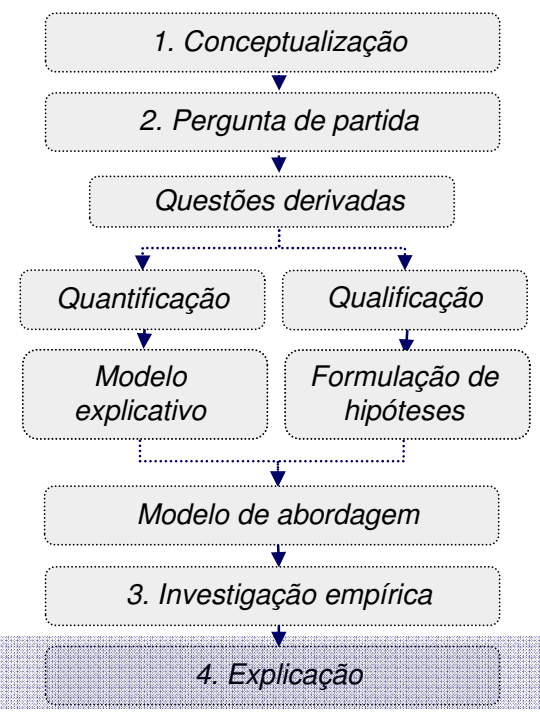 1. Conceptualização
2. Pergunta de partida
Questões derivadas
Quantificação
Qualificação
Modelo
explicativo
Formulação de
hipóteses
Modelo de abordagem
3. Investigação empírica
4. Explicação